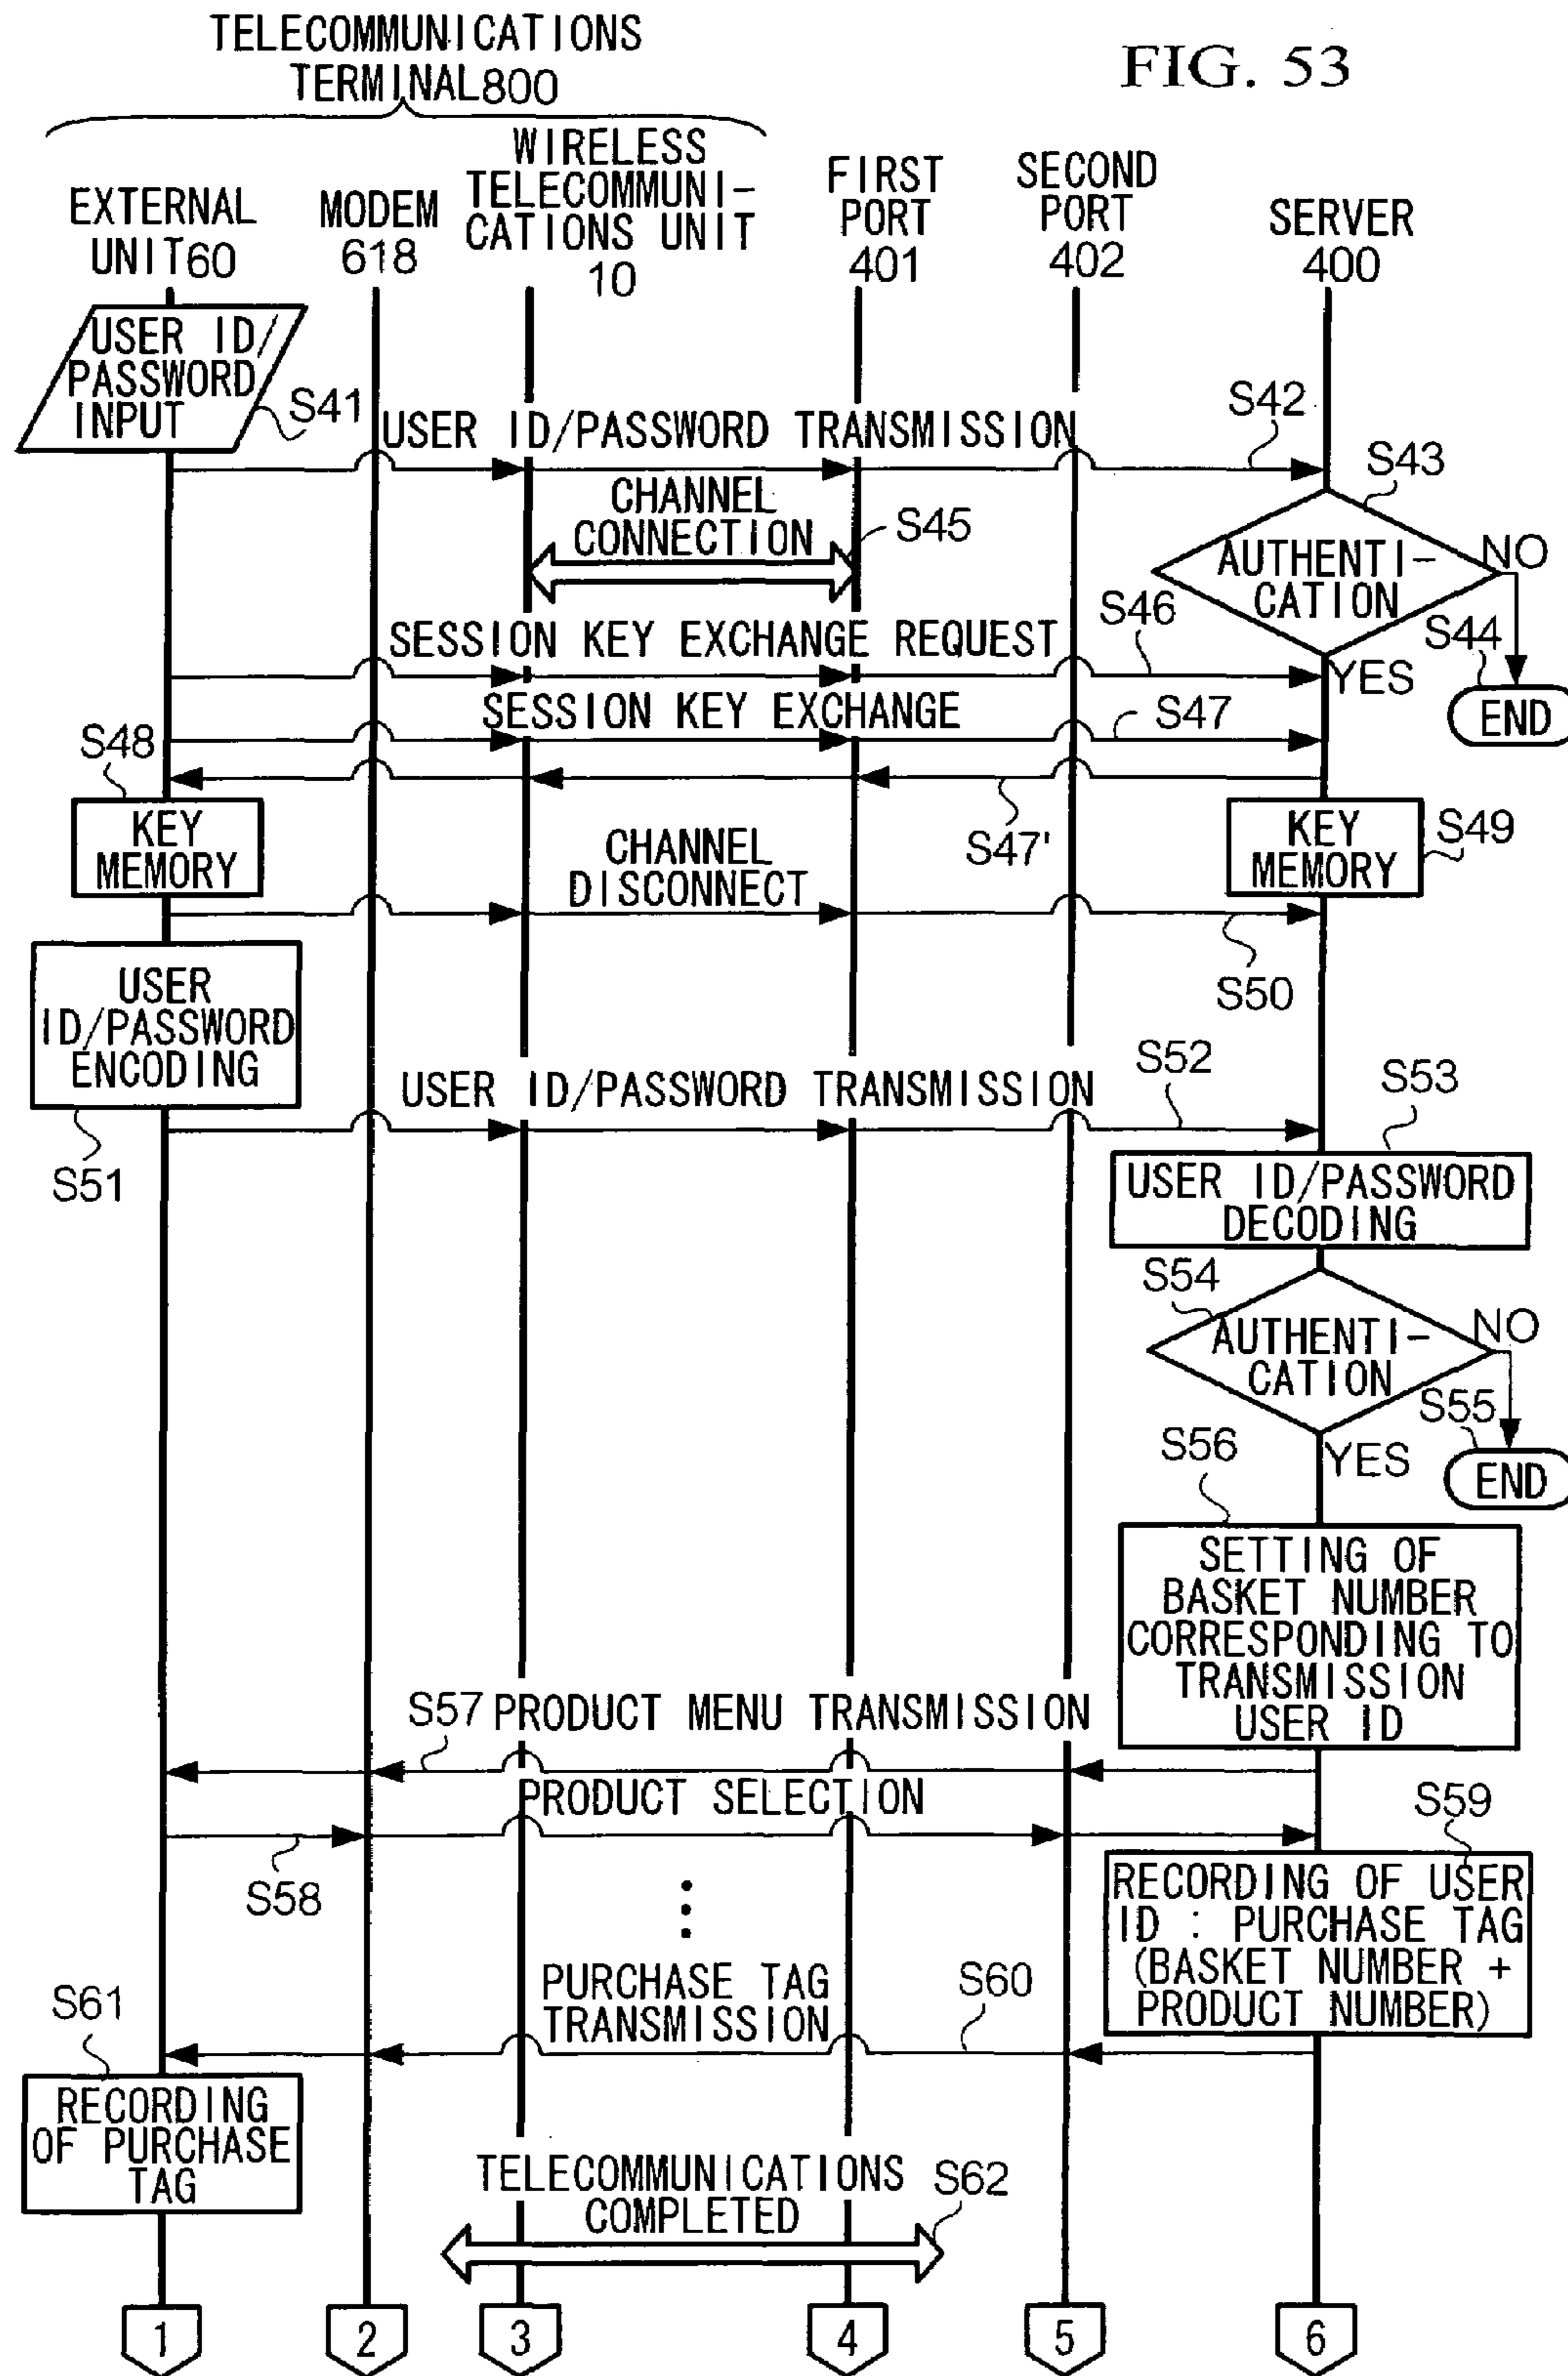 TELECOMMUNICATIONS
TERMINAL800
FIG. 53
EXTERNAL
UNIT60
MODEM
618
WIRELESS
TELECOMMUNI-
CATIONS UNIT
10
FIRST
PORT
401
SECOND
PORT
402
SERVER
400
USER ID/
PASSWORD
INPUT
S41
USER ID/PASSWORD TRANSMISSION
S42
S43
CHANNEL
CONNECTION
S45
AUTHENTI-
CATION
NO
S44
END
YES
SESSION KEY EXCHANGE REQUEST
S46
SESSION KEY EXCHANGE
S47
S47'
S48
KEY
MEMORY
KEY
MEMORY
S49
CHANNEL
DISCONNECT
S50
USER
ID/PASSWORD
ENCODING
S51
USER ID/PASSWORD TRANSMISSION
S52
S53
USER ID/PASSWORD
DECODING
S54
AUTHENTI-
CATION
NO
S55
END
YES
S56
SETTING OF
BASKET NUMBER
CORRESPONDING TO
TRANSMISSION
USER ID
S57
PRODUCT MENU TRANSMISSION
PRODUCT SELECTION
S58
S59
RECORDING OF USER
ID : PURCHASE TAG
(BASKET NUMBER +
PRODUCT NUMBER)
PURCHASE TAG
TRANSMISSION
S60
S61
RECORDING
OF PURCHASE
TAG
TELECOMMUNICATIONS
COMPLETED
S62
1
2
3
4
5
6